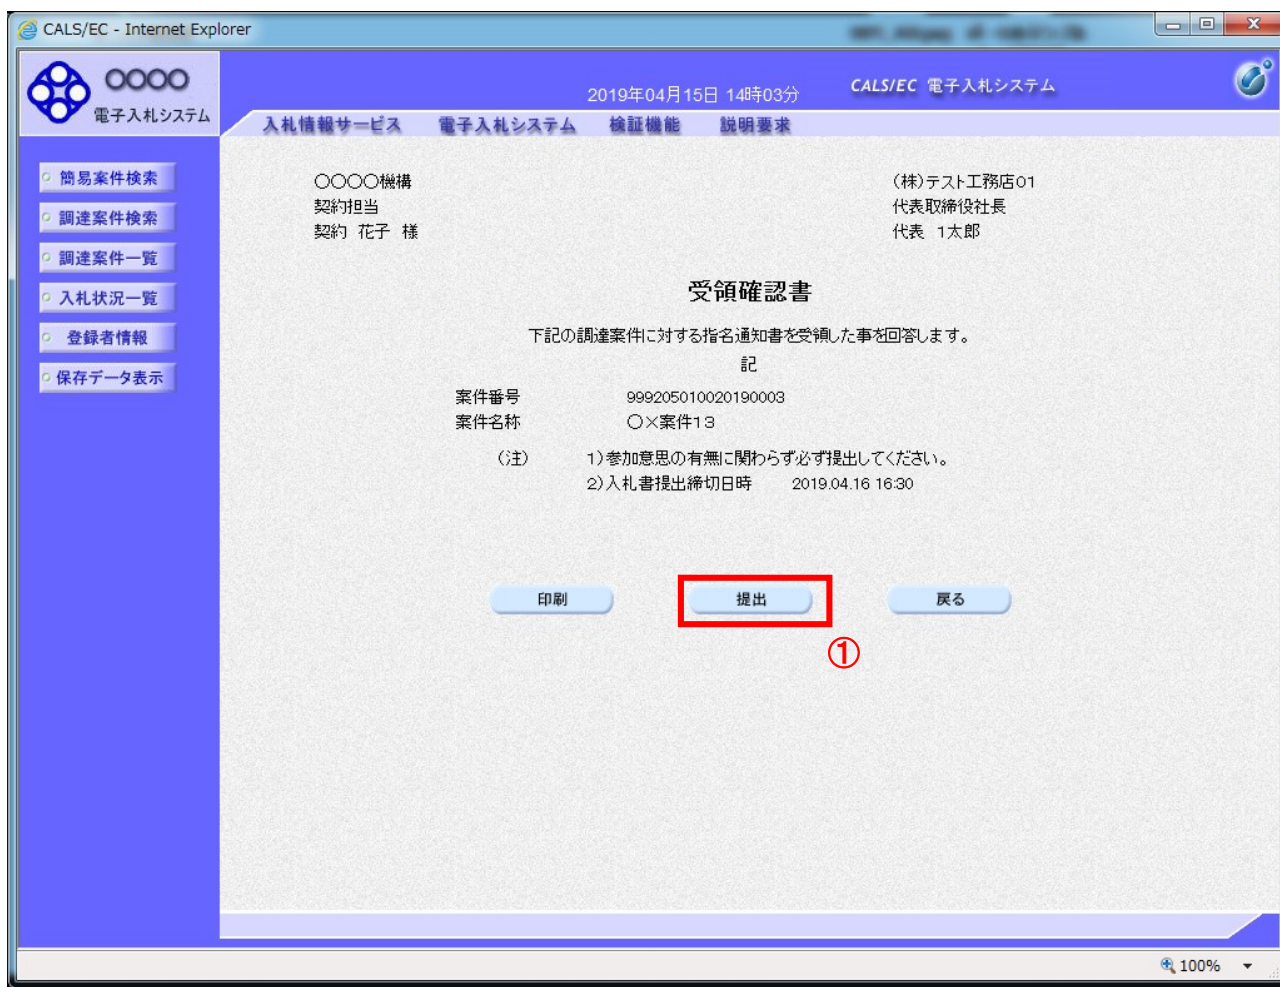 CALS/EC - Internet Explorer
○○○○
電子入札システム
2019年04月15日 14時03分
CALS/EC 電子入札システム
入札情報サービス 電子入札システム 検証機能 説明要求
簡易案件検索
調達案件検索
調達案件一覧
入札状況一覧
登録者情報
保存データ表示
○○○○機構
契約担当
契約 花子 様
(株)テスト工務店01
代表取締役社長
代表 1太郎
受領確認書
下記の調達案件に対する指名通知書を受領した事を回答します。
記
案件番号 999205010020190003
案件名称 ○×案件13
(注) 1)参加意思の有無に関わらず必ず提出してください。
2)入札書提出締切日時 2019.04.16 16:30
印刷 提出 戻る
①
100%